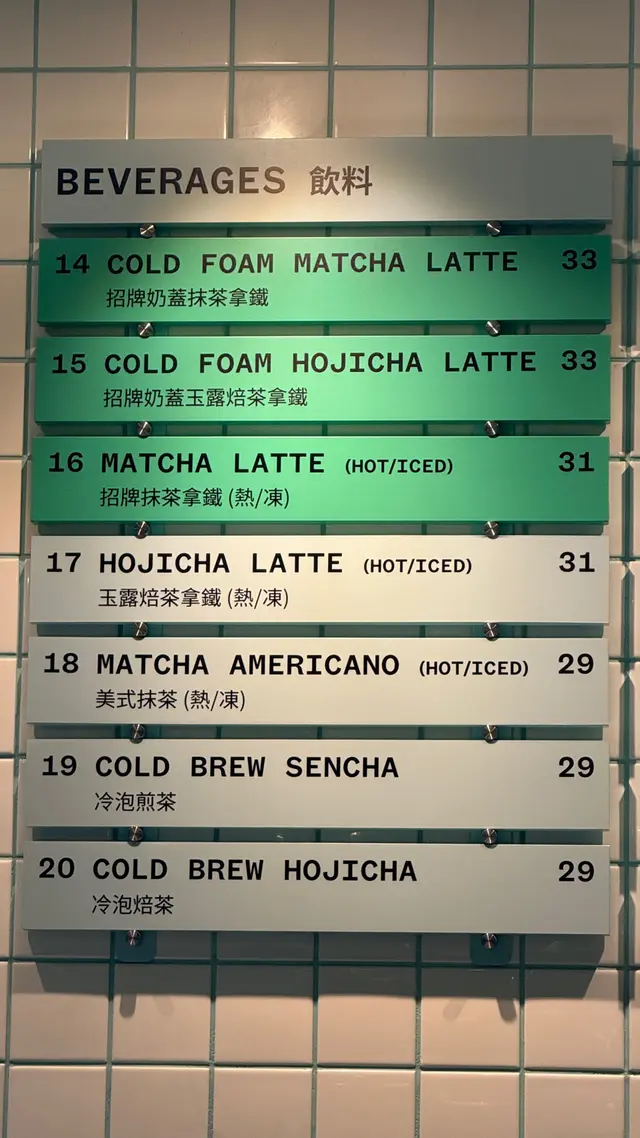 BEVERAGES 飲料
14 COLD FOAM MATCHA LATTE 33
招牌奶蓋抹茶拿鐵
15 COLD FOAM HOJICHA LATTE 33
招牌奶蓋玉露焙茶拿鐵
16 MATCHA LATTE (HOT/ICED) 31
招牌抹茶拿鐵 (熱/凍)
17 HOJICHA LATTE (HOT/ICED) 31
玉露焙茶拿鐵 (熱/凍)
18 MATCHA AMERICANO (HOT/ICED) 29
美式抹茶 (熱/凍)
19 COLD BREW SENCHA 29
冷泡煎茶
20 COLD BREW HOJICHA 29
冷泡焙茶